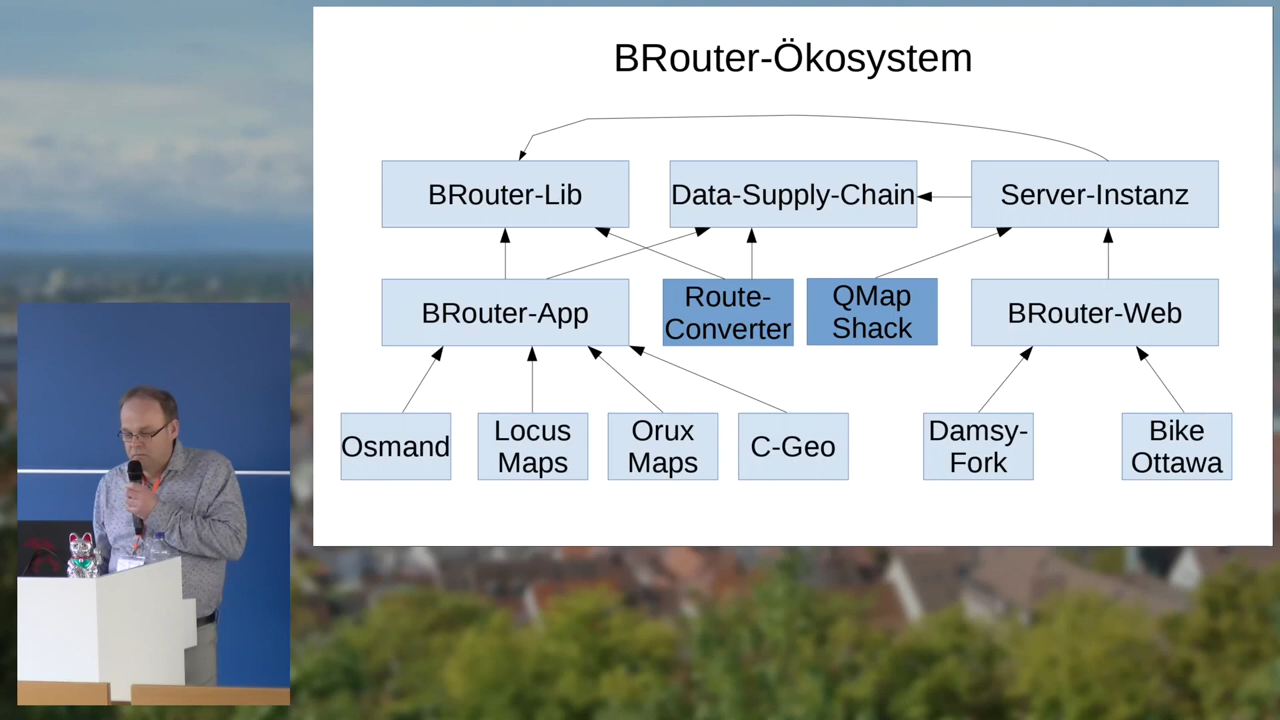 BRouter-Ökosystem
BRouter-Lib
Data-Supply-Chain
Server-Instanz
BRouter-App
Route-
Converter
QMap
Shack
BRouter-Web
Osmand
Locus
Maps
Orux
Maps
C-Geo
Damsy-
Fork
Bike
Ottawa